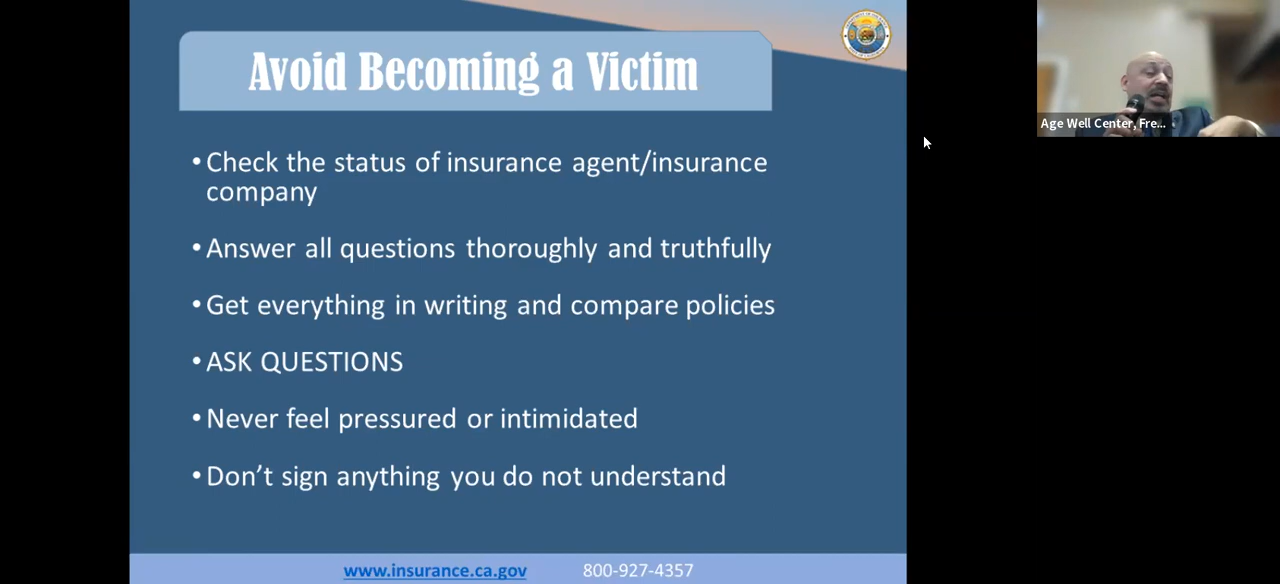 Avoid Becoming a Victim
Age Well Center, Fre...
•Check the status of insurance agent/insurance
company
•Answer all questions thoroughly and truthfully
•Get everything in writing and compare policies
•ASK QUESTIONS
•Never feel pressured or intimidated
•Don’t sign anything you do not understand
www.insurance.ca.gov 800-927-4357